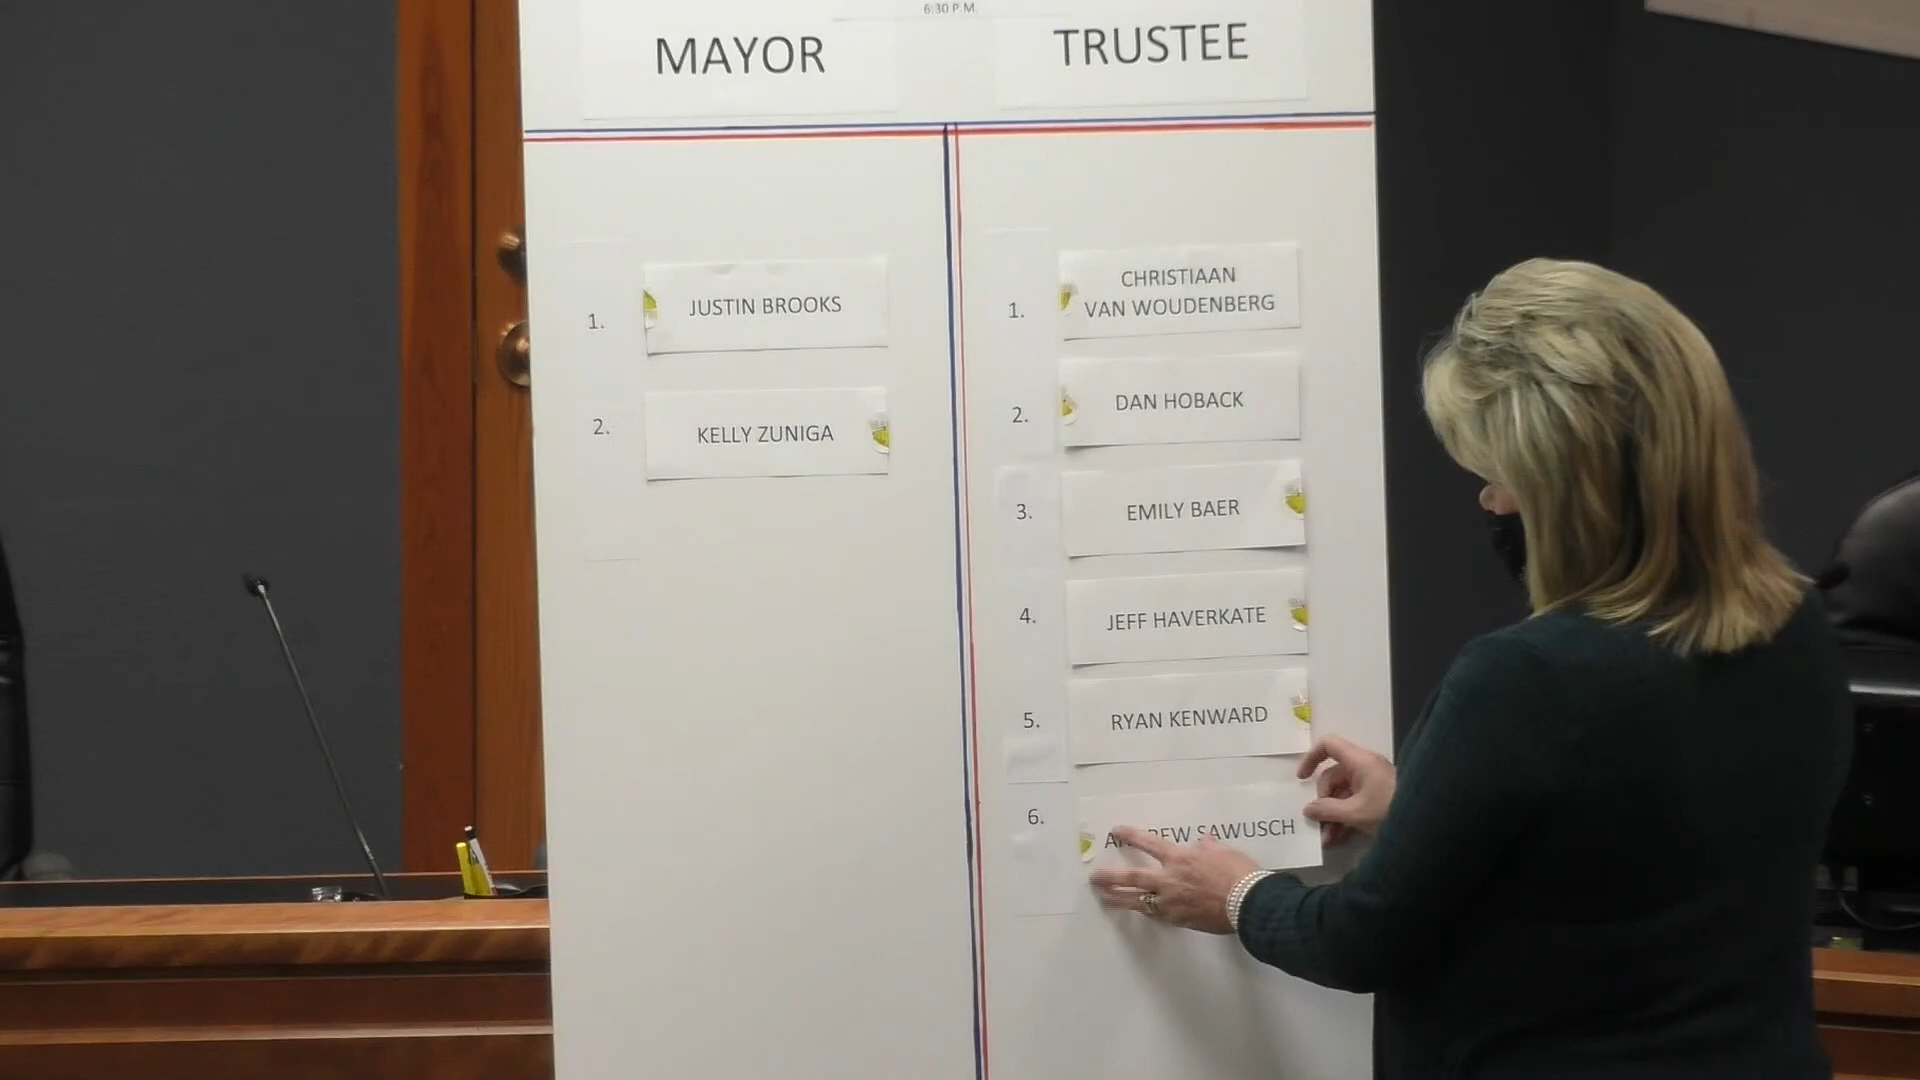 6:30 P.M.
MAYOR
TRUSTEE
1.
JUSTIN BROOKS
2.
KELLY ZUNIGA
1.
CHRISTIAAN
VAN WOUDENBERG
2.
DAN HOBACK
3.
EMILY BAER
4.
JEFF HAVERKATE
5.
RYAN KENWARD
6.
SAWUSCH